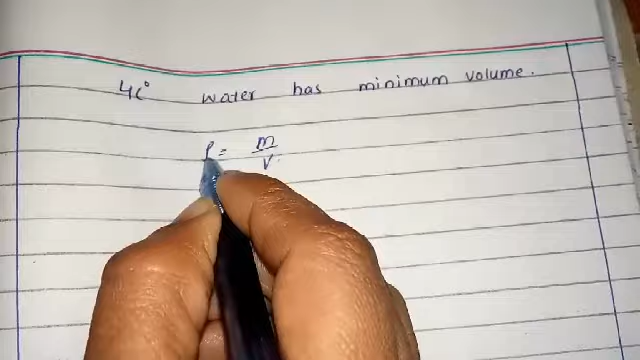 4c° water has minimum volume.
ρ = m/v